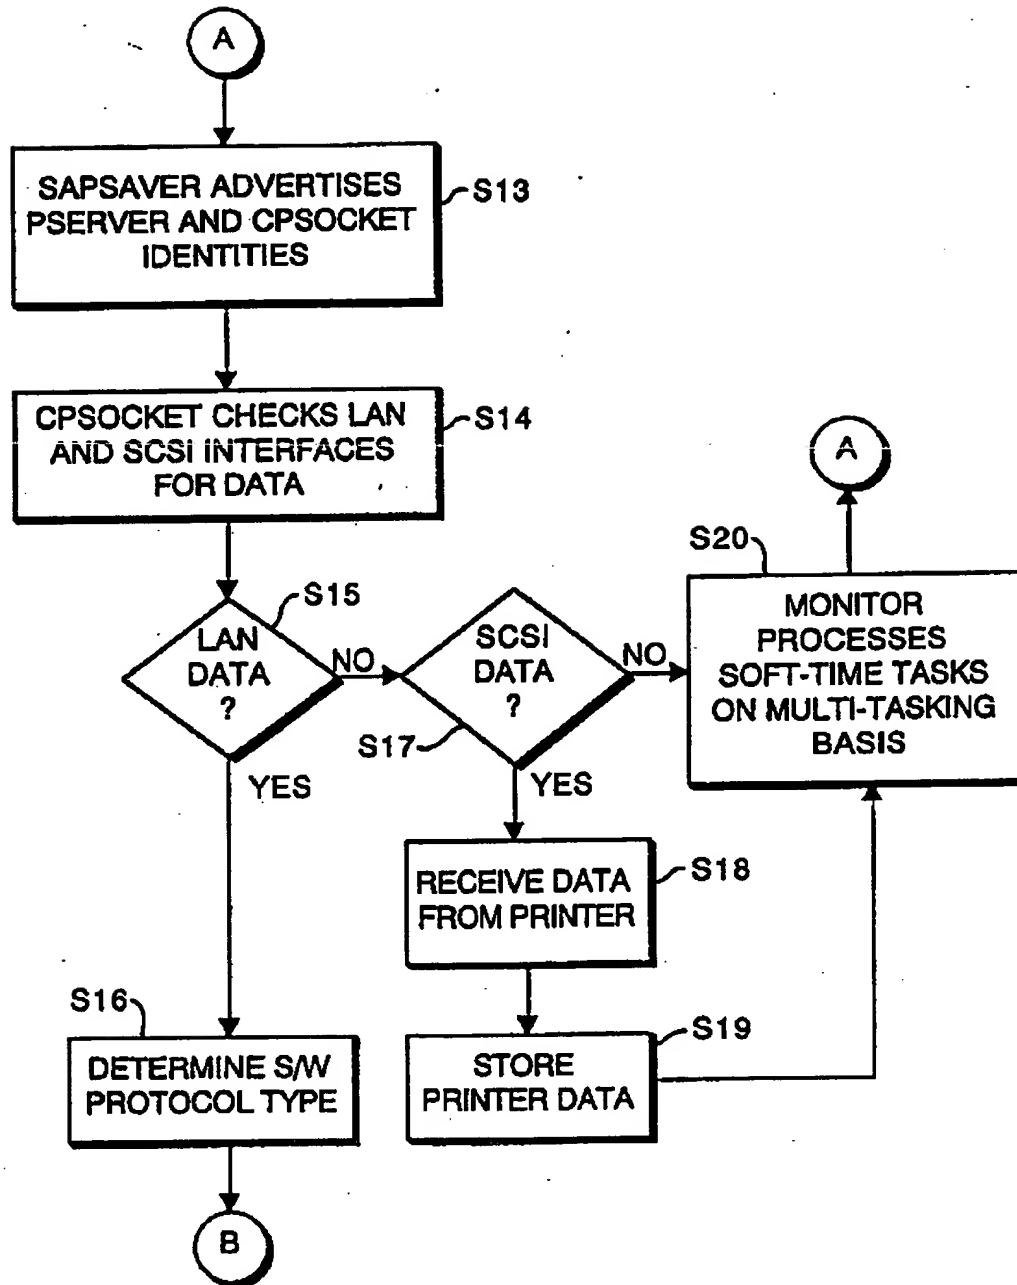 A
SAPSAVER ADVERTISES
PSERVER AND CPSOCKET
IDENTITIES
S13
CPSOCKET CHECKS LAN
AND SCSI INTERFACES
FOR DATA
S14
LAN
DATA
?
S15
NO
YES
SCSI
DATA
?
S17
NO
YES
A
S20
MONITOR
PROCESSES
SOFT-TIME TASKS
ON MULTI-TASKING
BASIS
RECEIVE DATA
FROM PRINTER
S18
S16
DETERMINE S/W
PROTOCOL TYPE
STORE
PRINTER DATA
S19
B